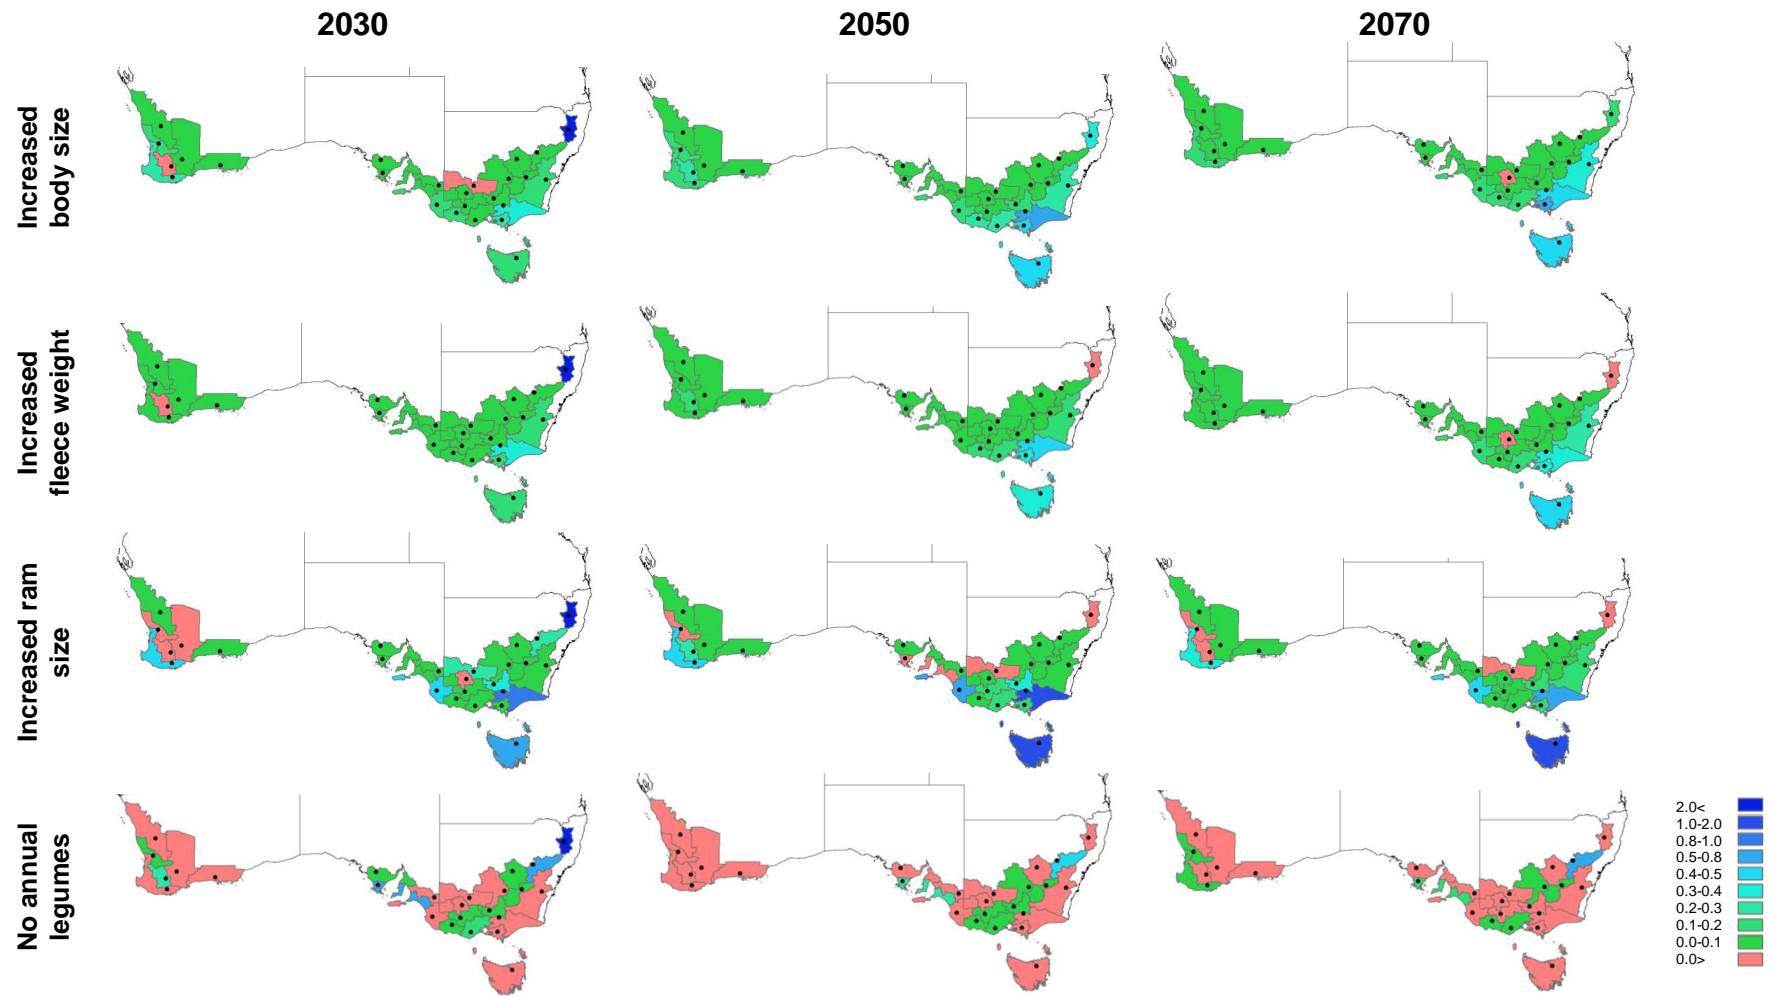 2030 2050 2070
Increased
body size
Increased
fleece weight
Increased ram
size
No annual
legumes
2.0<
1.0-2.0
0.8-1.0
0.5-0.8
0.4-0.5
0.3-0.4
0.2-0.3
0.1-0.2
0.0-0.1
0.0>